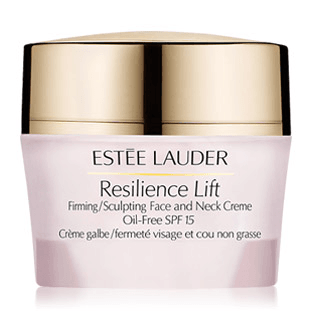 ESTĒE LAUDER
Resilience Lift
Firming/Sculpting Face and Neck Creme
Oil-Free SPF 15
Crème galbe/fermeté visage et cou non grasse